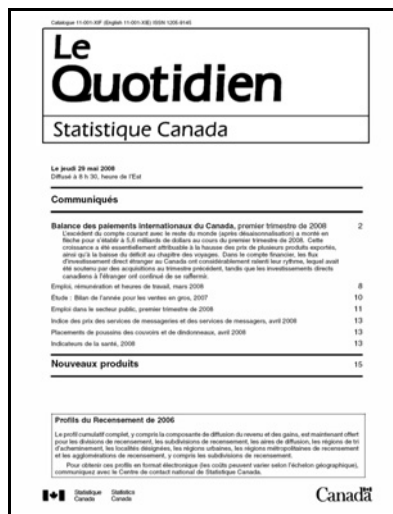 Catalogue 11-001-XIF (English 11-001-XIE) ISSN 1205-9145
Le
Quotidien
Statistique Canada
Le jeudi 29 mai 2008
Diffusé à 8 h 30, heure de l'Est
Communiqués
Balance des paiements internationaux du Canada, premier trimestre de 2008 2
L'excédent du compte courant avec le reste du monde (après désaisonnalisation) a monté en
flèche pour s'établir à 5,6 milliards de dollars au cours du premier trimestre de 2008. Cette
croissance a été essentiellement attribuable à la hausse des prix de plusieurs produits exportés,
ainsi qu'à la baisse du déficit au chapitre des voyages. Dans le compte financier, les flux
d'investissement direct étranger au Canada ont considérablement ralenti leur rythme, lequel avait
été soutenu par des acquisitions au trimestre précédent, tandis que les investissements directs
canadiens à l'étranger ont continué de se raffermir.
Emploi, rémunération et heures de travail, mars 2008 8
Étude : Bilan de l'année pour les ventes en gros, 2007 10
Emploi dans le secteur public, premier trimestre de 2008 11
Indice des prix des services de messageries et des services de messagers, avril 2008 13
Placements de poussins des couvoirs et de dindonneaux, avril 2008 13
Indicateurs de la santé, 2008 13
Nouveaux produits 15
Profils du Recensement de 2006
Le profil cumulatif complet, y compris la composante de diffusion du revenu et des gains, est maintenant offert
pour les divisions de recensement, les subdivisions de recensement, les aires de diffusion, les régions de tri
d'acheminement, les localités désignées, les régions urbaines, les régions métropolitaines de recensement
et les agglomérations de recensement, y compris les subdivisions de recensement.
Pour obtenir ces profils en format électronique (les coûts peuvent varier selon l'échelon géographique),
communiquez avec le Centre de contact national de Statistique Canada.
Statistique Statistics
Canada Canada
Canada